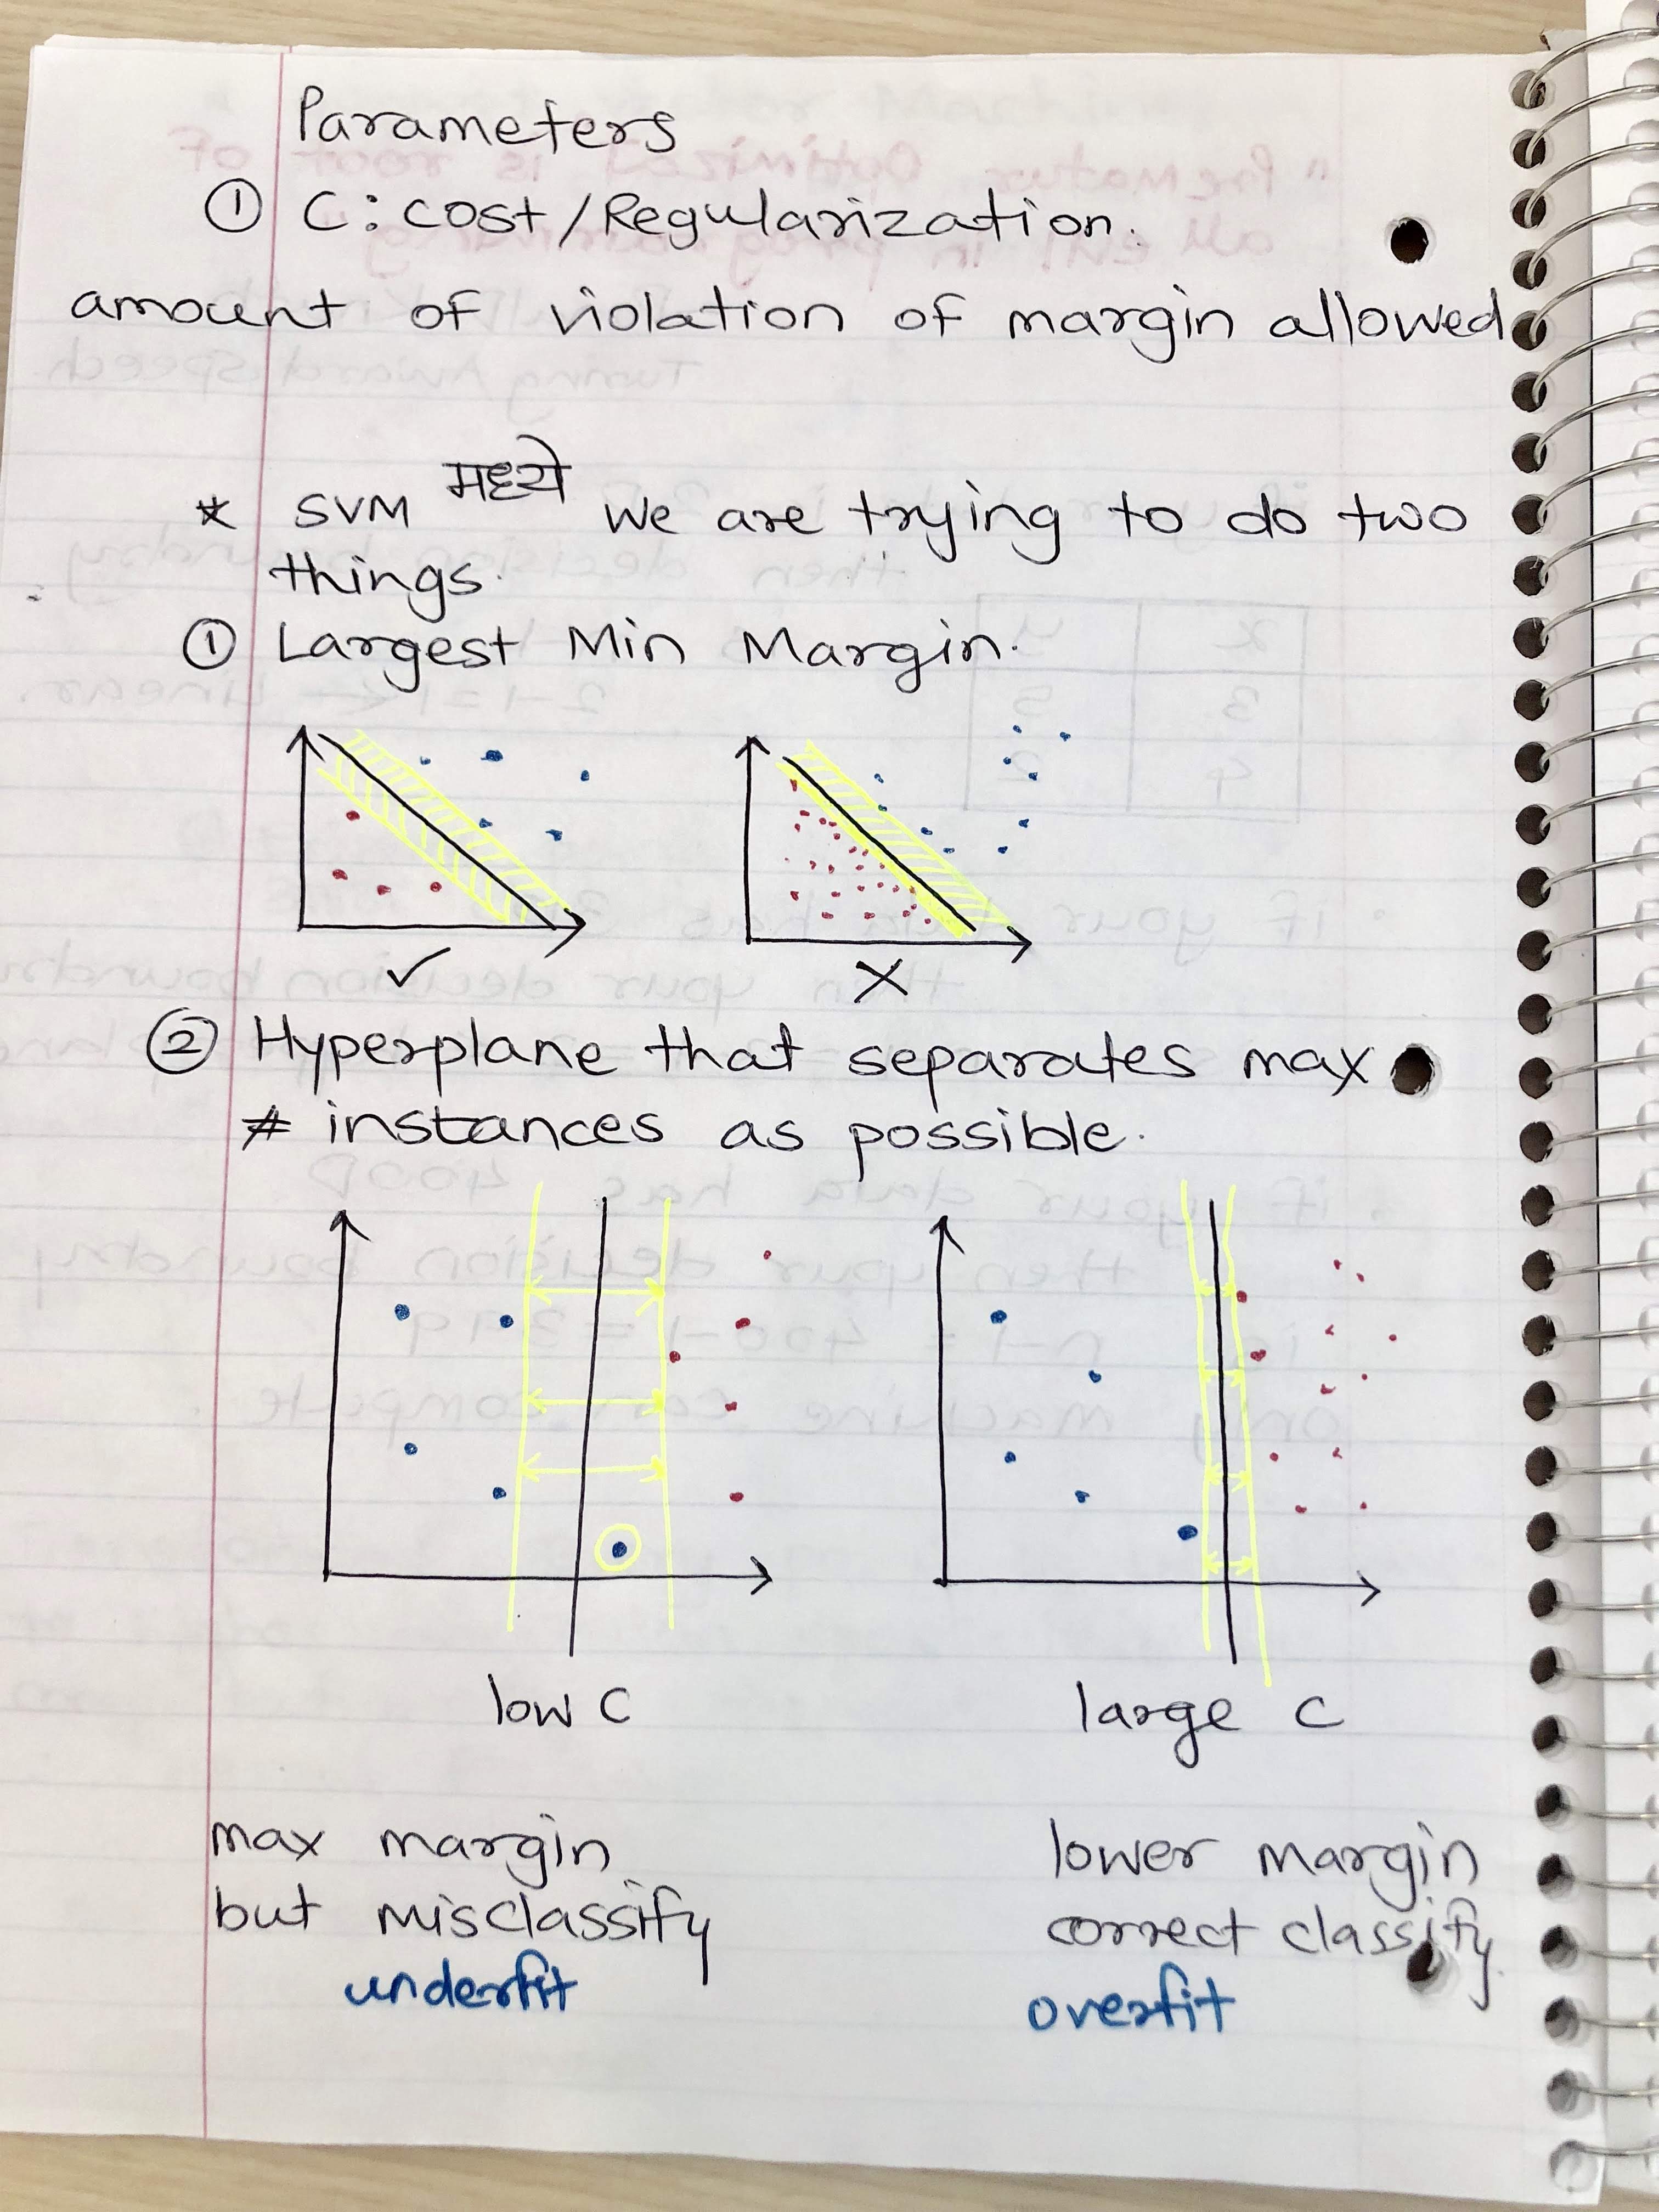 Parameters
① C: cost/Regularization.
amount of violation of margin allowed
* SVM मध्ये we are trying to do two
things.
① Largest Min Margin.
✓ X
② Hyperplane that separates max
# instances as possible.
low C large C
max margin lower margin
but misclassify correct classify
underfit overfit